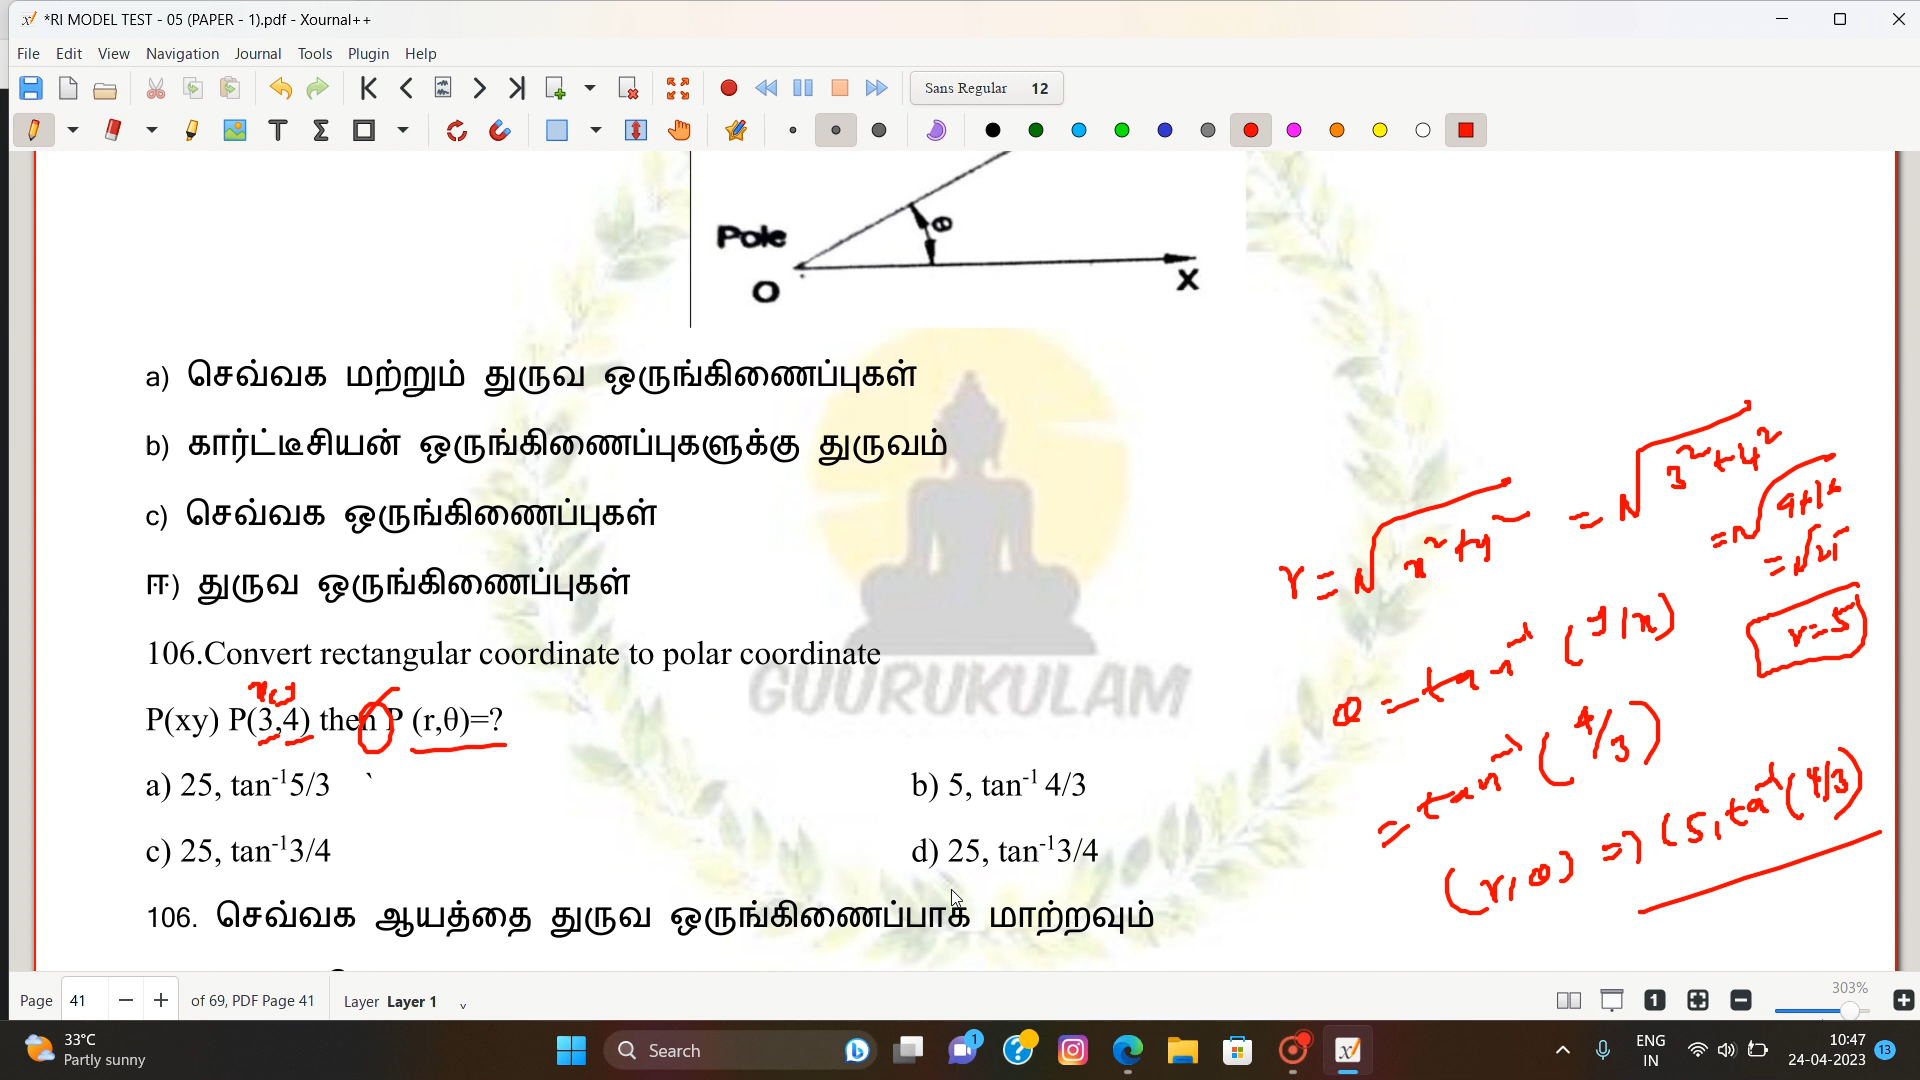 *RI MODEL TEST - 05 (PAPER - 1).pdf - Xournal++
File Edit View Navigation Journal Tools Plugin Help
Sans Regular 12
Pole
θ
O
X
a) செவ்வக மற்றும் துருவ ஒருங்கிணைப்புகள்
b) கார்ட்டீசியன் ஒருங்கிணைப்புகளுக்கு துருவம்
c) செவ்வக ஒருங்கிணைப்புகள்
ஈ) துருவ ஒருங்கிணைப்புகள்
106.Convert rectangular coordinate to polar coordinate
x,y
P(xy) P(3,4) then P (r,θ)=?
a) 25, tan-15/3 `
b) 5, tan-1 4/3
c) 25, tan-13/4
d) 25, tan-13/4
106. செவ்வக ஆயத்தை துருவ ஒருங்கிணைப்பாக மாற்றவும்
GUURUKULAM
r = √x²+y² = √3²+4²
= √9+16
= √25
r=5
θ = tan-1 (y/x)
= tan-1 (4/3)
(r,θ) => (5, tan-1(4/3)
Page 41 of 69, PDF Page 41 Layer Layer 1
303%
33°C
Partly sunny
Search
1
ENG
IN
10:47
24-04-2023
13